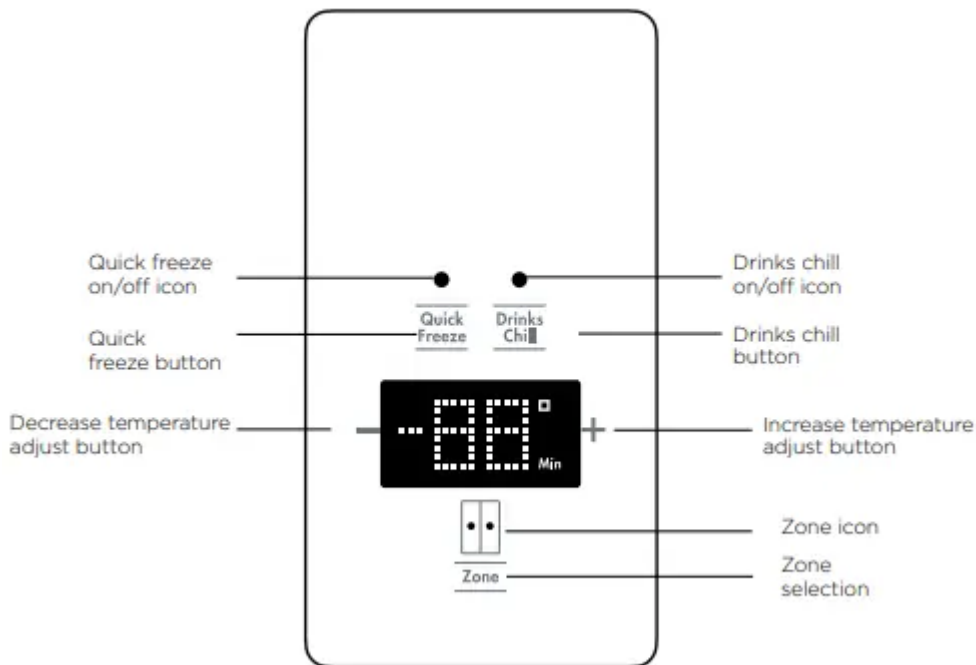 Quick freeze
on/off icon
Drinks chill
on/off icon
Quick
Freeze
Drinks
Chill
Quick
freeze button
Drinks chill
button
Decrease temperature
adjust button
-88°
Min
+
Increase temperature
adjust button
Zone icon
Zone
Zone
selection